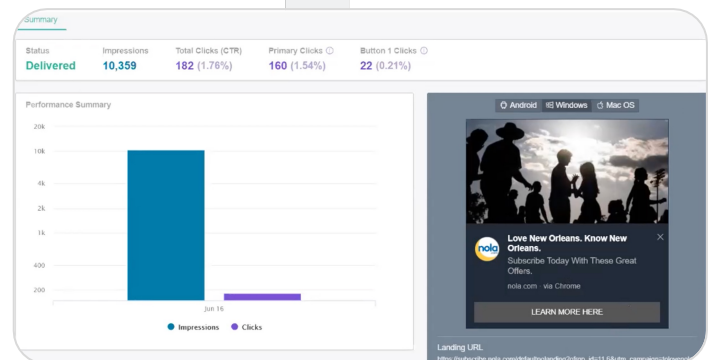 Summary
Status Impressions Total Clicks (CTR) Primary Clicks Button 1 Clicks
Delivered 10,359 182 (1.76%) 160 (1.54%) 22 (0.21%)
Performance Summary
20k
10k
4k
2k
1k
400
200
Jun 16
Impressions Clicks
Android Windows Mac OS
nola
Love New Orleans. Know New
Orleans.
Subscribe Today With These Great
Offers.
nola.com · via Chrome
LEARN MORE HERE
Landing URL